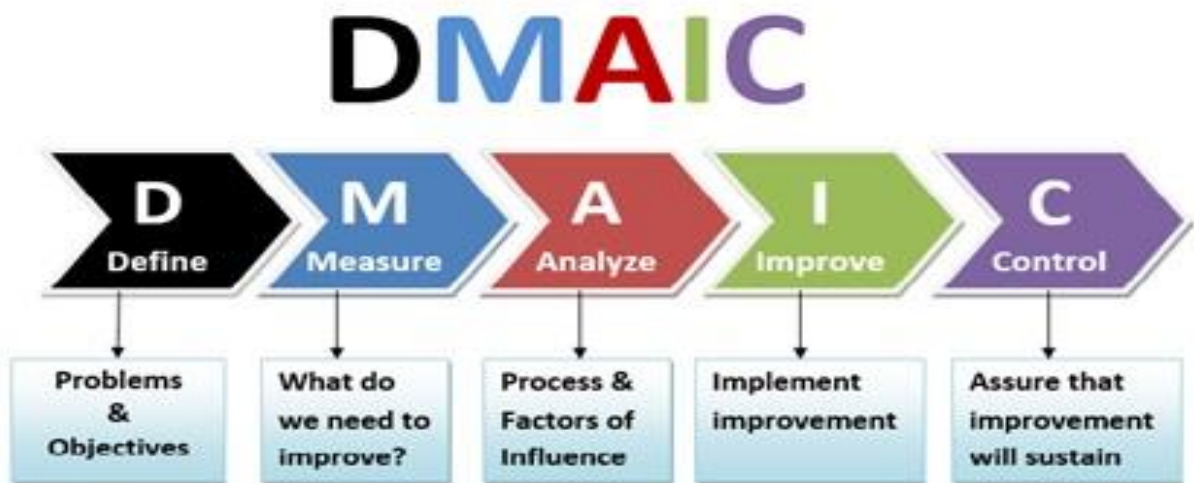 DMAIC
D
Define
M
Measure
A
Analyze
I
Improve
C
Control
Problems
&
Objectives
What do
we need to
improve?
Process &
Factors of
Influence
Implement
improvement
Assure that
improvement
will sustain